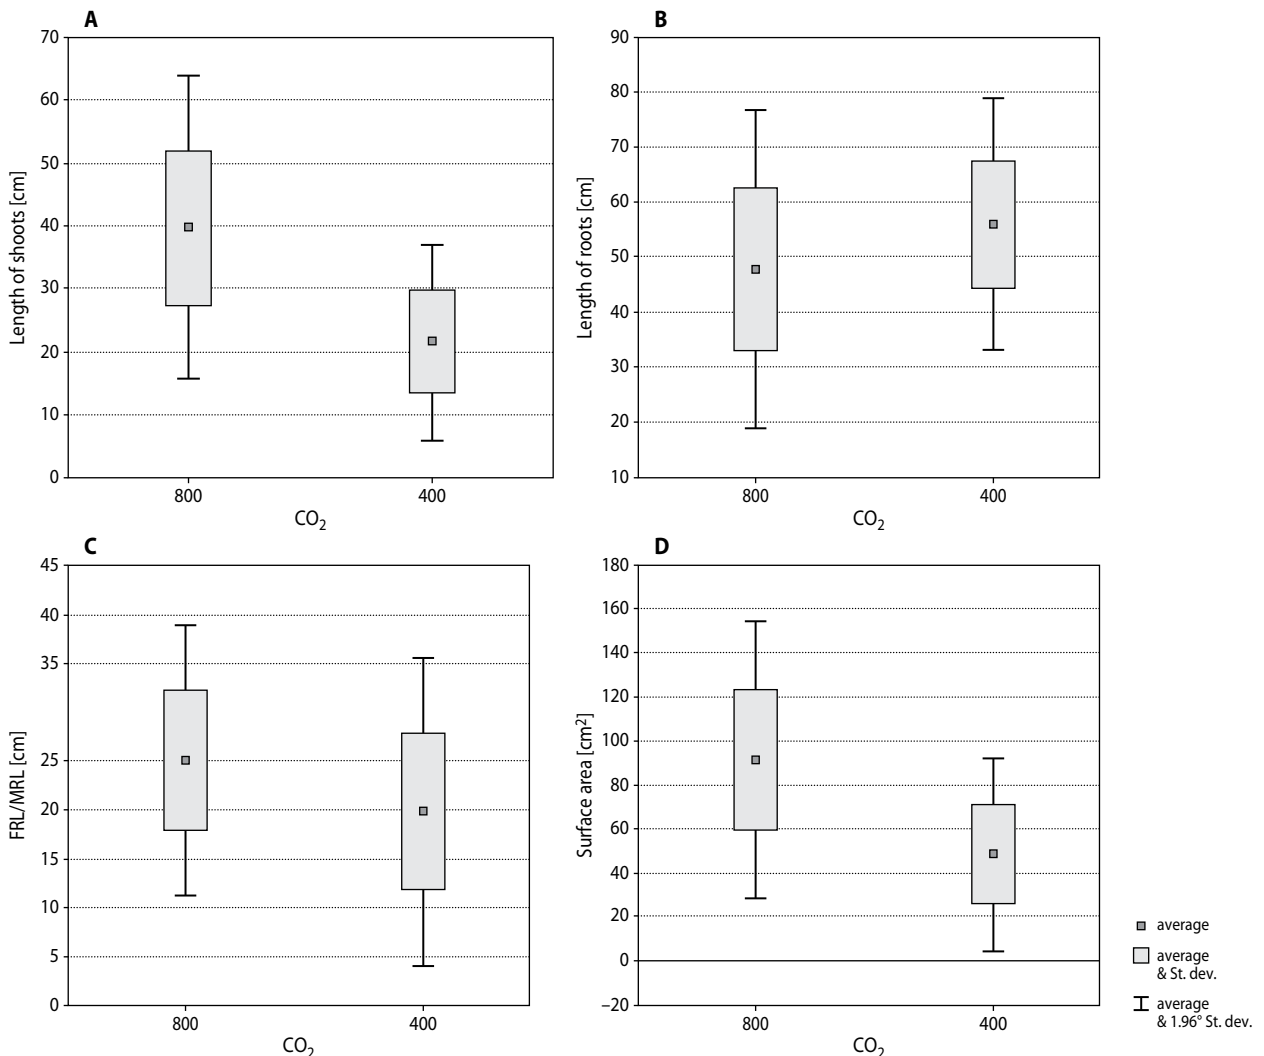 A
70
60
50
40
30
20
10
0
Length of shoots [cm]
800
400
CO2
B
90
80
70
60
50
40
30
20
10
Length of roots [cm]
800
400
CO2
C
45
40
35
25
20
15
10
5
0
FRL/MRL [cm]
800
400
CO2
D
180
160
140
120
100
80
60
40
20
0
–20
Surface area [cm2]
800
400
CO2
average
average
& St. dev.
average
& 1.96° St. dev.